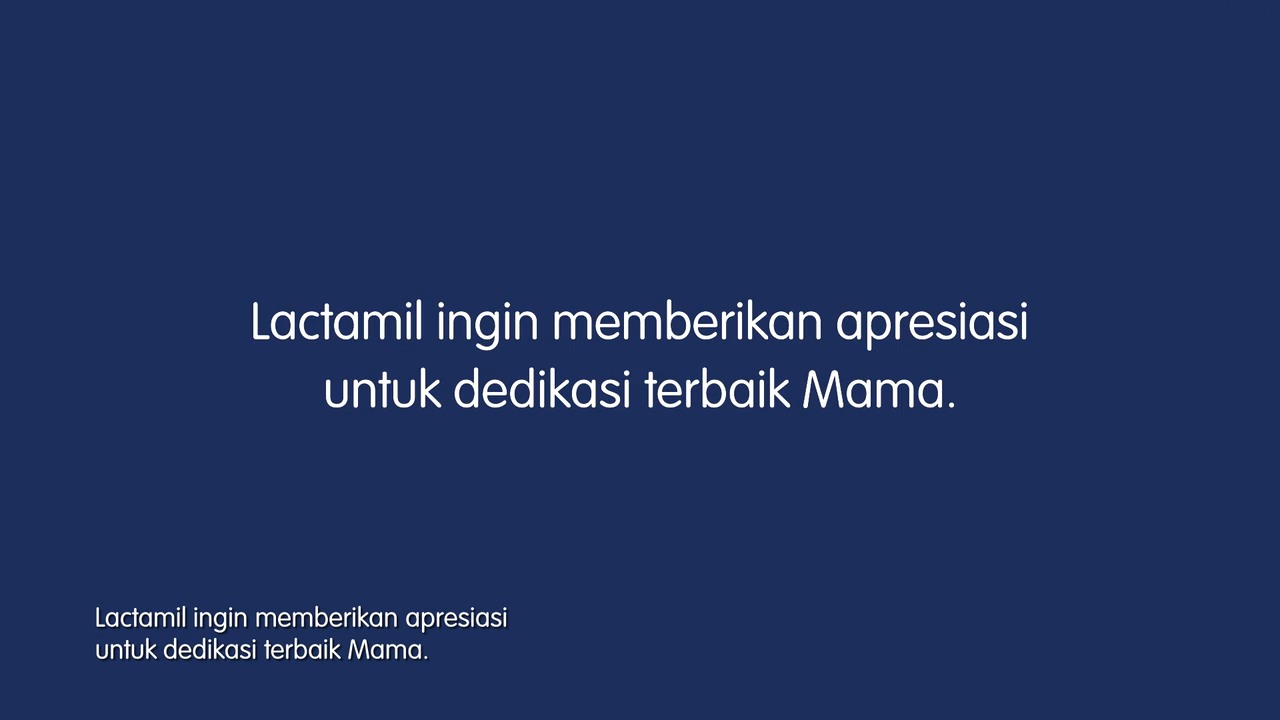 Lactamil ingin memberikan apresiasi
untuk dedikasi terbaik Mama.
Lactamil ingin memberikan apresiasi
untuk dedikasi terbaik Mama.